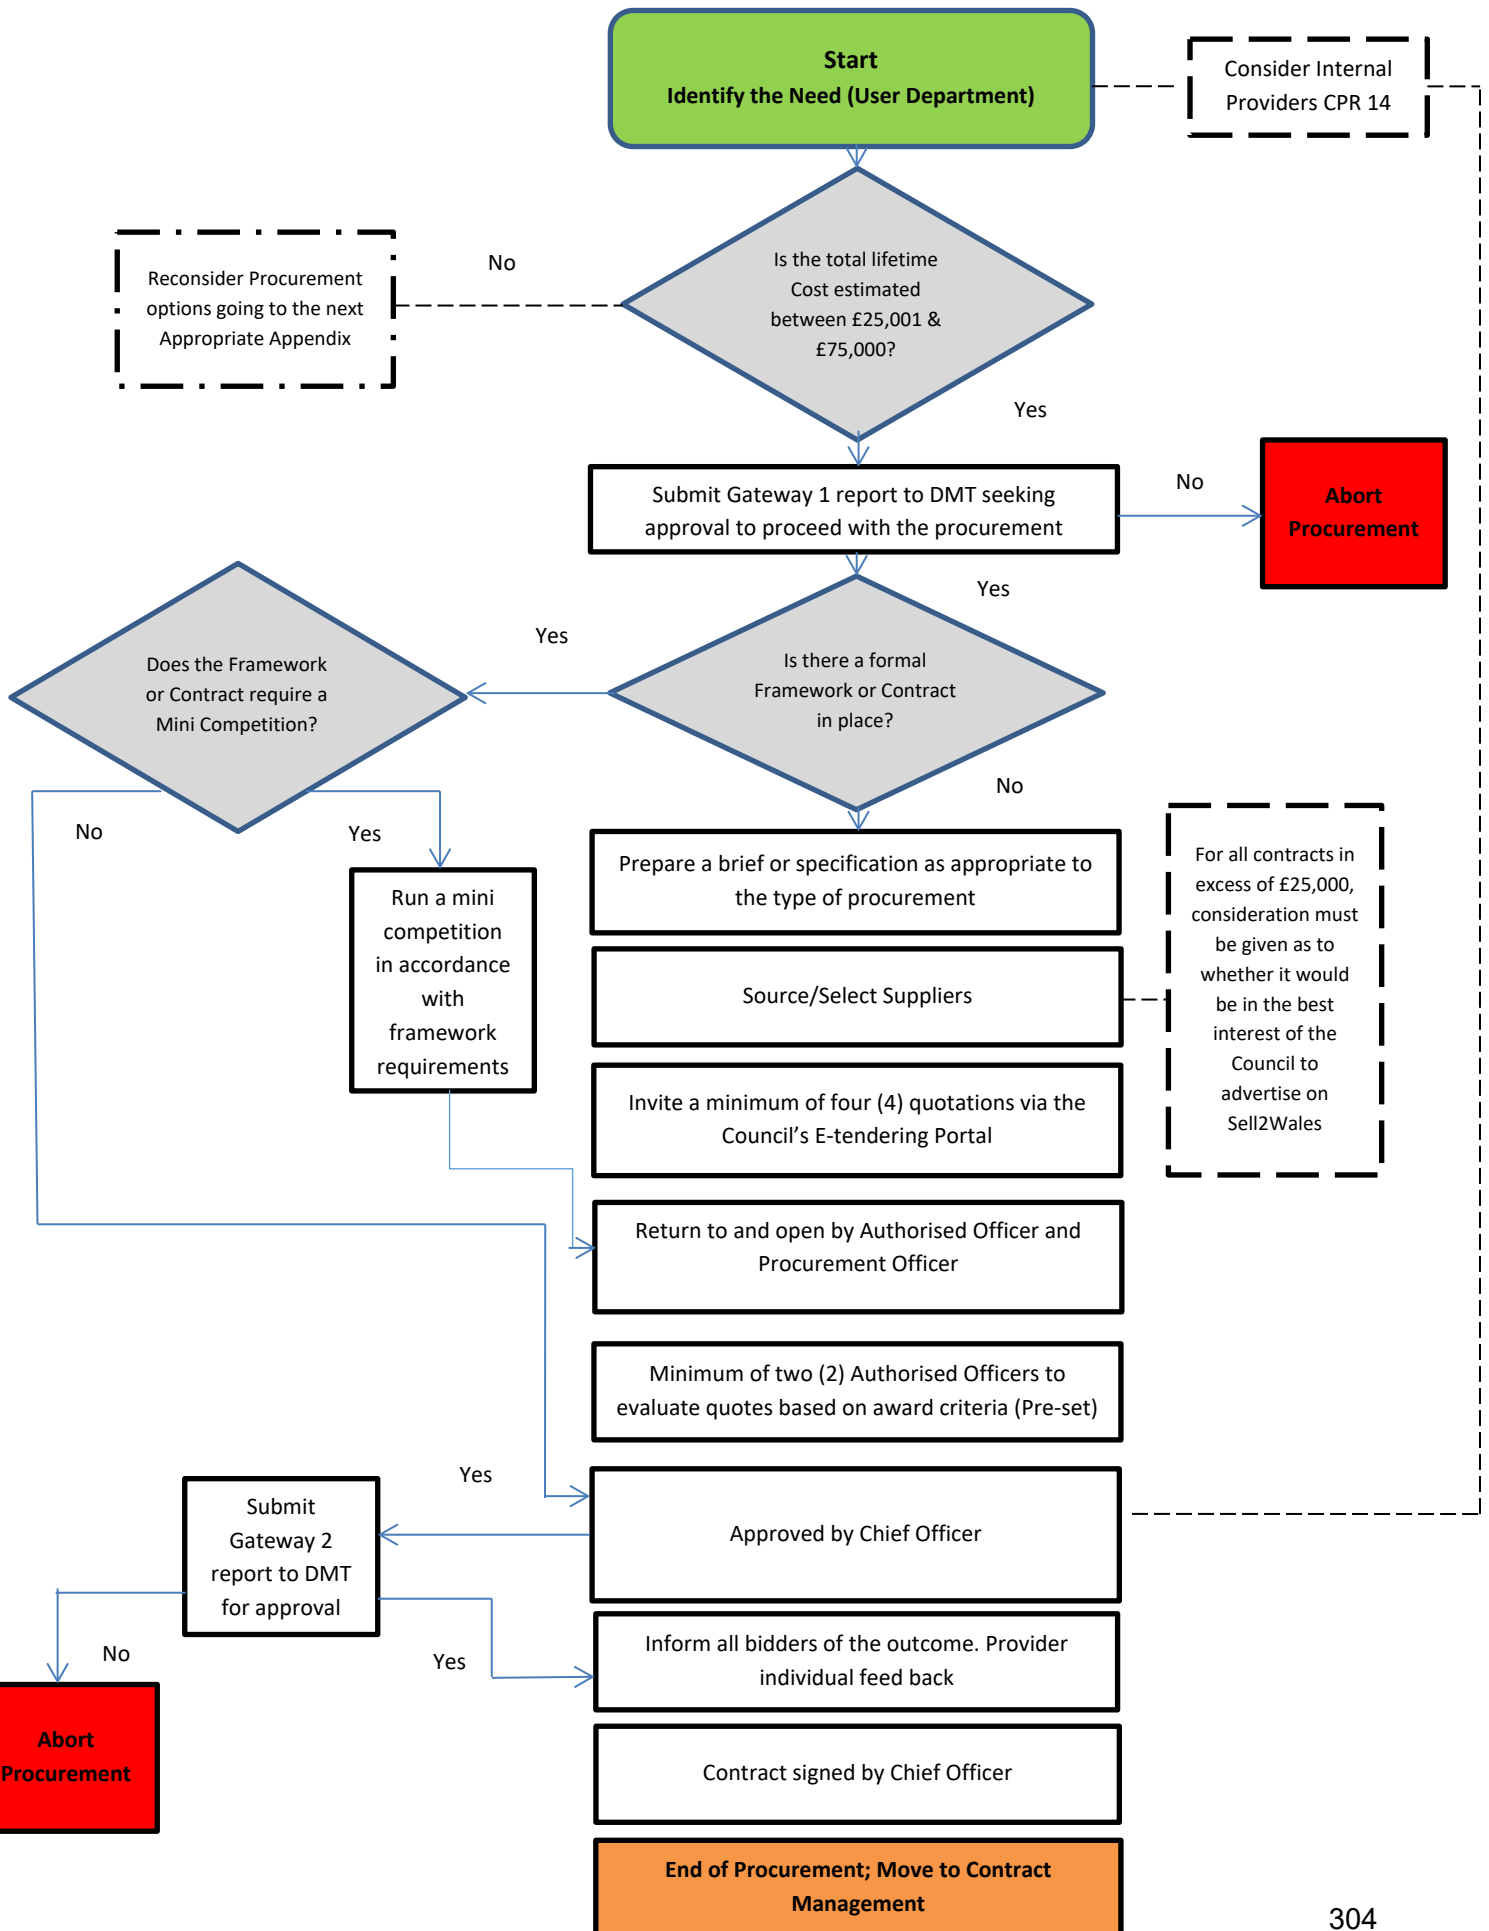 Start
Identify the Need (User Department)
Consider Internal
Providers CPR 14
Is the total lifetime
Cost estimated
between £25,001 &
£75,000?
No
Reconsider Procurement
options going to the next
Appropriate Appendix
Yes
Submit Gateway 1 report to DMT seeking
approval to proceed with the procurement
No
Abort
Procurement
Yes
Is there a formal
Framework or Contract
in place?
Yes
Does the Framework
or Contract require a
Mini Competition?
No
No
Yes
Run a mini
competition
in accordance
with
framework
requirements
Prepare a brief or specification as appropriate to
the type of procurement
Source/Select Suppliers
For all contracts in
excess of £25,000,
consideration must
be given as to
whether it would
be in the best
interest of the
Council to
advertise on
Sell2Wales
Invite a minimum of four (4) quotations via the
Council’s E-tendering Portal
Return to and open by Authorised Officer and
Procurement Officer
Minimum of two (2) Authorised Officers to
evaluate quotes based on award criteria (Pre-set)
Approved by Chief Officer
Yes
Submit
Gateway 2
report to DMT
for approval
No
Abort
Procurement
Yes
Inform all bidders of the outcome. Provider
individual feed back
Contract signed by Chief Officer
End of Procurement; Move to Contract
Management
304